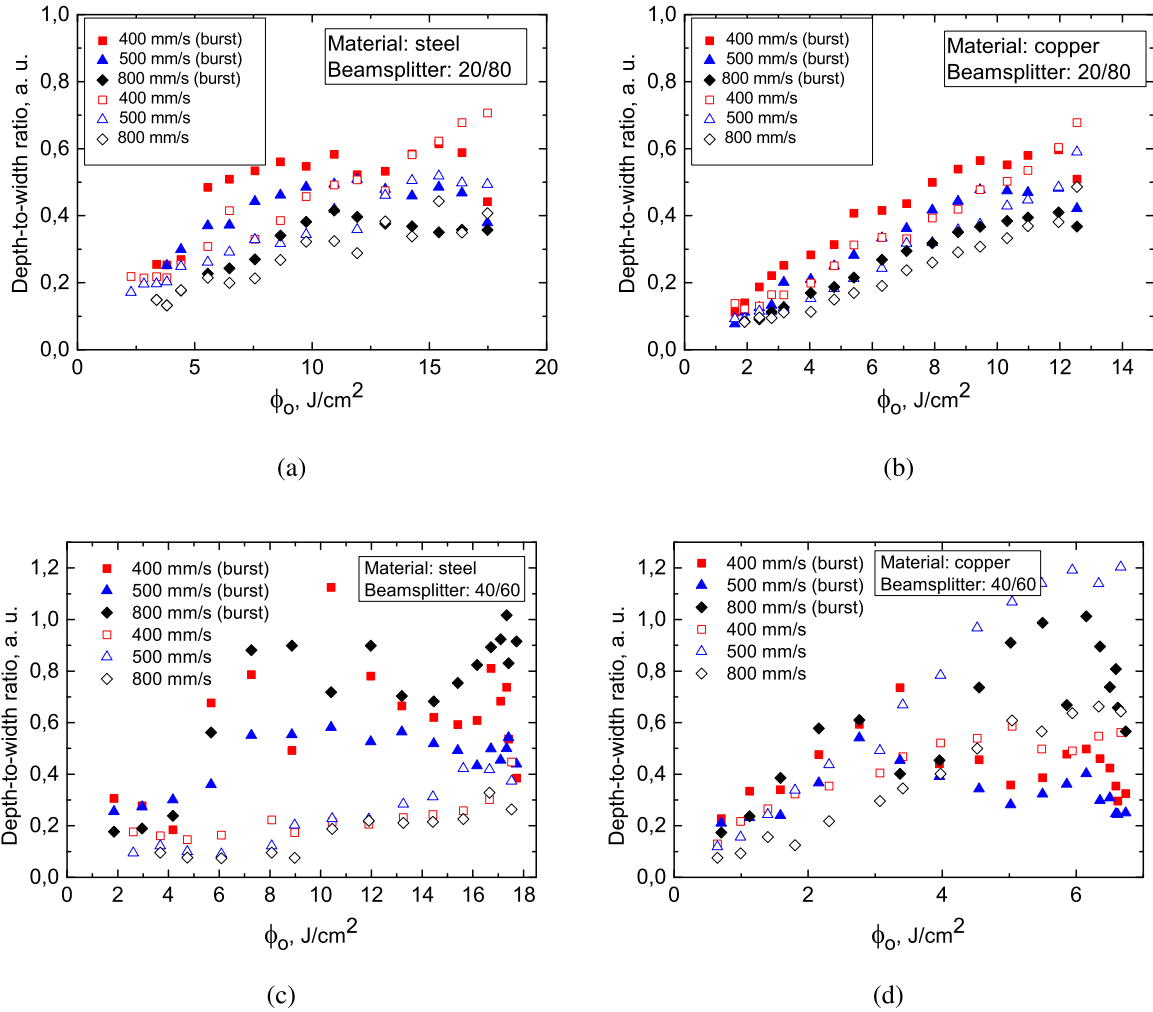 1,0
0,8
0,6
0,4
0,2
0,0
Depth-to-width ratio, a. u.
400 mm/s (burst)
500 mm/s (burst)
800 mm/s (burst)
400 mm/s
500 mm/s
800 mm/s
Material: steel
Beamsplitter: 20/80
0 5 10 15 20
ϕo, J/cm²
(a)
1,0
0,8
0,6
0,4
0,2
0,0
Depth-to-width ratio, a. u.
400 mm/s (burst)
500 mm/s (burst)
800 mm/s (burst)
400 mm/s
500 mm/s
800 mm/s
Material: copper
Beamsplitter: 20/80
0 2 4 6 8 10 12 14
ϕo, J/cm²
(b)
1,2
1,0
0,8
0,6
0,4
0,2
0,0
Depth-to-width ratio, a. u.
400 mm/s (burst)
500 mm/s (burst)
800 mm/s (burst)
400 mm/s
500 mm/s
800 mm/s
Material: steel
Beamsplitter: 40/60
0 2 4 6 8 10 12 14 16 18
ϕo, J/cm²
(c)
1,2
1,0
0,8
0,6
0,4
0,2
0,0
Depth-to-width ratio, a. u.
400 mm/s (burst)
500 mm/s (burst)
800 mm/s (burst)
400 mm/s
500 mm/s
800 mm/s
Material: copper
Beamsplitter: 40/60
0 2 4 6
ϕo, J/cm²
(d)